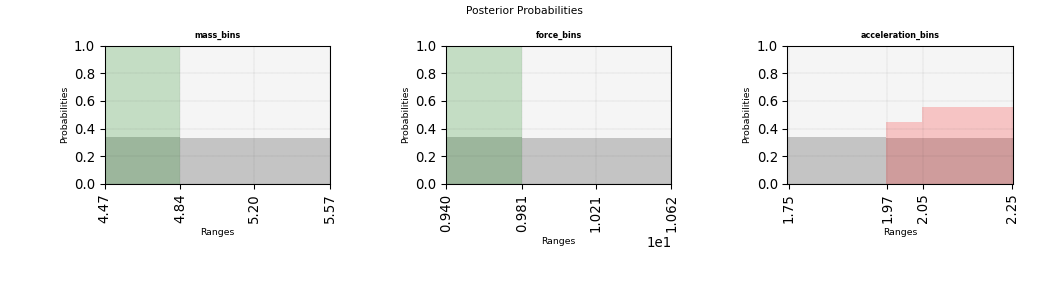 Posterior Probabilities
mass_bins
Probabilities
1.0
0.8
0.6
0.4
0.2
0.0
4.47
4.84
5.20
5.57
Ranges
force_bins
Probabilities
1.0
0.8
0.6
0.4
0.2
0.0
0.940
0.981
1.021
1.062
Ranges
1e1
acceleration_bins
Probabilities
1.0
0.8
0.6
0.4
0.2
0.0
1.75
1.97
2.05
2.25
Ranges